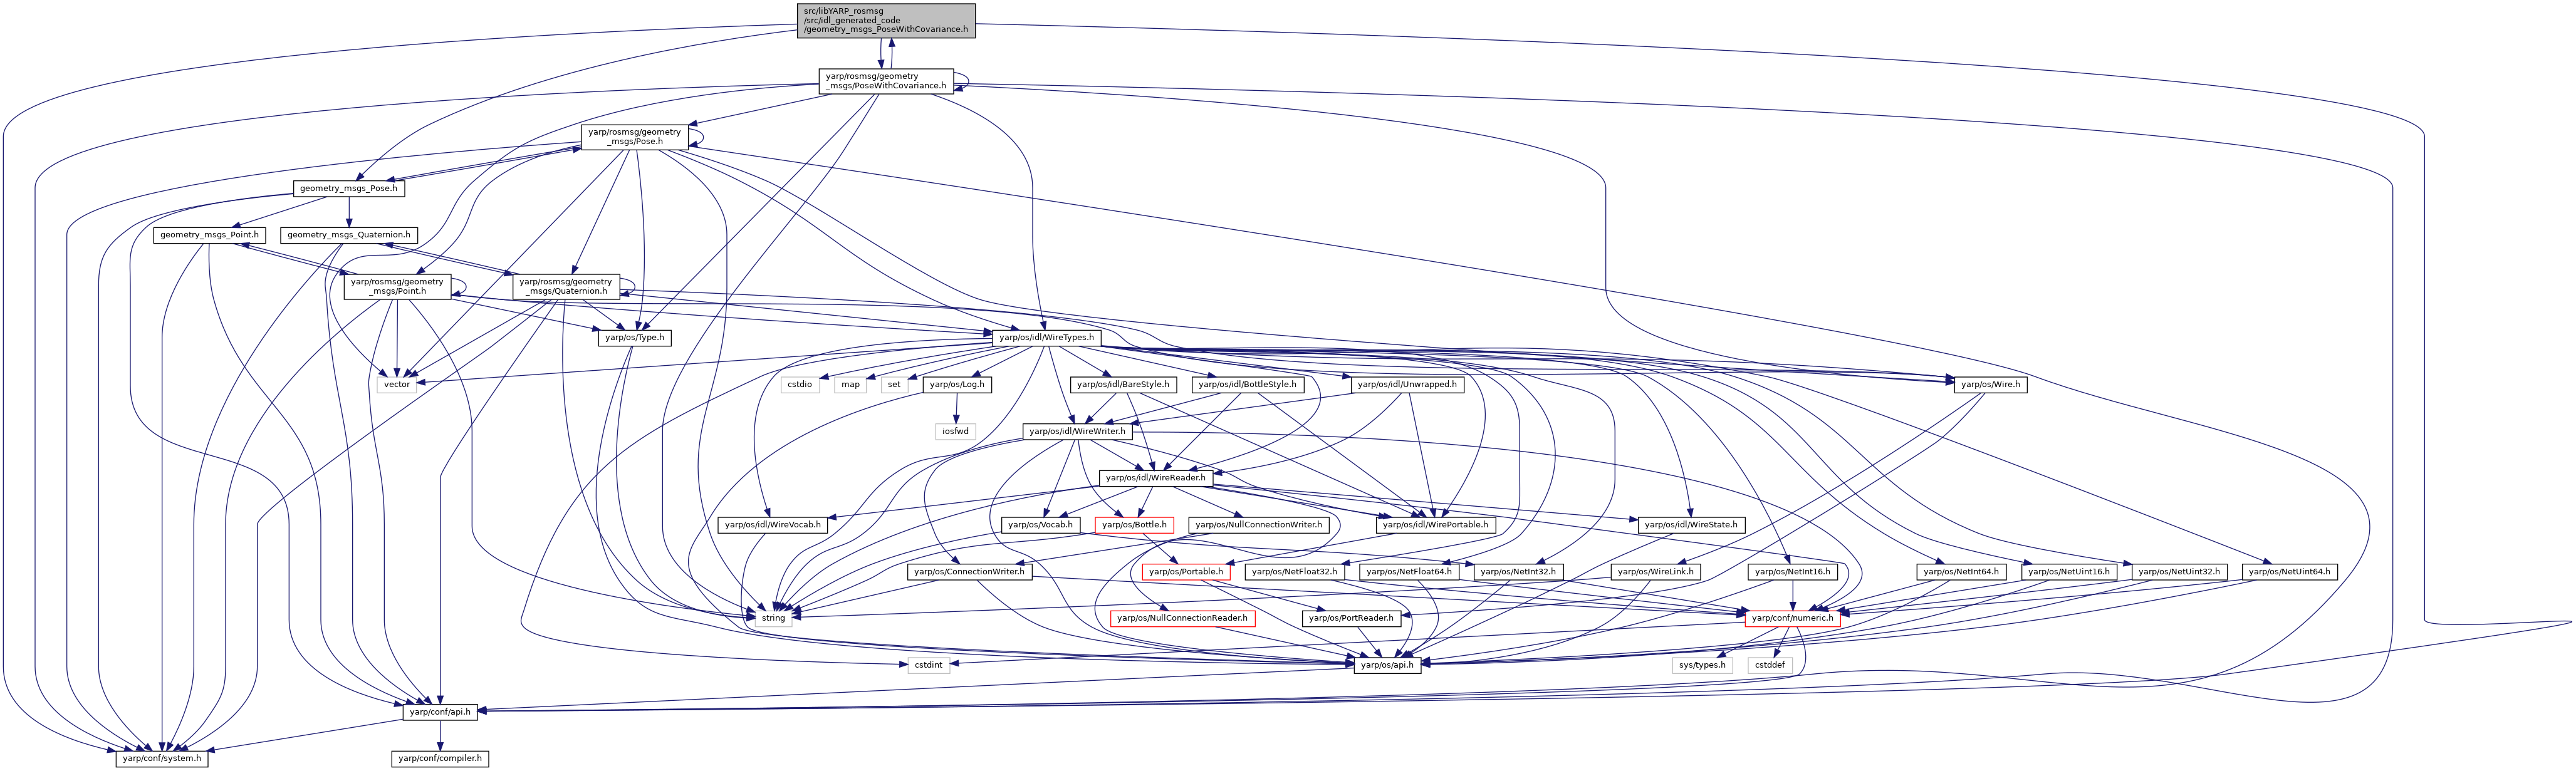 src/libYARP_rosmsg
/src/idl_generated_code
/geometry_msgs_PoseWithCovariance.h
yarp/rosmsg/geometry
_msgs/PoseWithCovariance.h
yarp/rosmsg/geometry
_msgs/Pose.h
geometry_msgs_Pose.h
geometry_msgs_Point.h
geometry_msgs_Quaternion.h
yarp/rosmsg/geometry
_msgs/Point.h
yarp/rosmsg/geometry
_msgs/Quaternion.h
yarp/os/Type.h
yarp/os/idl/WireTypes.h
vector
cstdio
map
set
yarp/os/Log.h
yarp/os/idl/BareStyle.h
yarp/os/idl/BottleStyle.h
yarp/os/idl/Unwrapped.h
yarp/os/Wire.h
iosfwd
yarp/os/idl/WireWriter.h
yarp/os/idl/WireReader.h
yarp/os/idl/WireVocab.h
yarp/os/Vocab.h
yarp/os/Bottle.h
yarp/os/NullConnectionWriter.h
yarp/os/idl/WirePortable.h
yarp/os/idl/WireState.h
yarp/os/ConnectionWriter.h
yarp/os/Portable.h
yarp/os/NetFloat32.h
yarp/os/NetFloat64.h
yarp/os/NetInt32.h
yarp/os/WireLink.h
yarp/os/NetInt16.h
yarp/os/NetInt64.h
yarp/os/NetUint16.h
yarp/os/NetUint32.h
yarp/os/NetUint64.h
string
yarp/os/NullConnectionReader.h
yarp/os/PortReader.h
yarp/conf/numeric.h
cstdint
yarp/os/api.h
sys/types.h
cstddef
yarp/conf/api.h
yarp/conf/system.h
yarp/conf/compiler.h